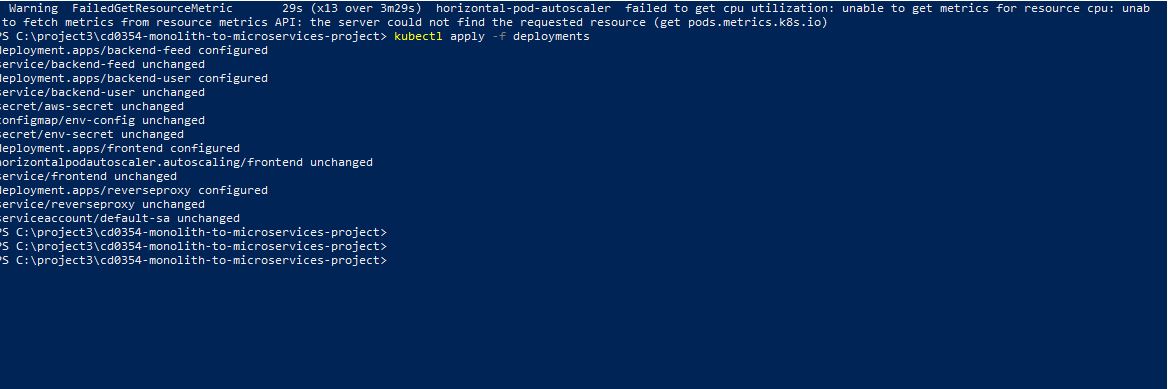 Warning  FailedGetResourceMetric       29s (x13 over 3m29s)  horizontal-pod-autoscaler  failed to get cpu utilization: unable to get metrics for resource cpu: unab
to fetch metrics from resource metrics API: the server could not find the requested resource (get pods.metrics.k8s.io)
PS C:\project3\cd0354-monolith-to-microservices-project> kubectl apply -f deployments
deployment.apps/backend-feed configured
service/backend-feed unchanged
deployment.apps/backend-user configured
service/backend-user unchanged
secret/aws-secret unchanged
configmap/env-config unchanged
secret/env-secret unchanged
deployment.apps/frontend configured
horizontalpodautoscaler.autoscaling/frontend unchanged
service/frontend unchanged
deployment.apps/reverseproxy configured
service/reverseproxy unchanged
serviceaccount/default-sa unchanged
PS C:\project3\cd0354-monolith-to-microservices-project>
PS C:\project3\cd0354-monolith-to-microservices-project>
PS C:\project3\cd0354-monolith-to-microservices-project>